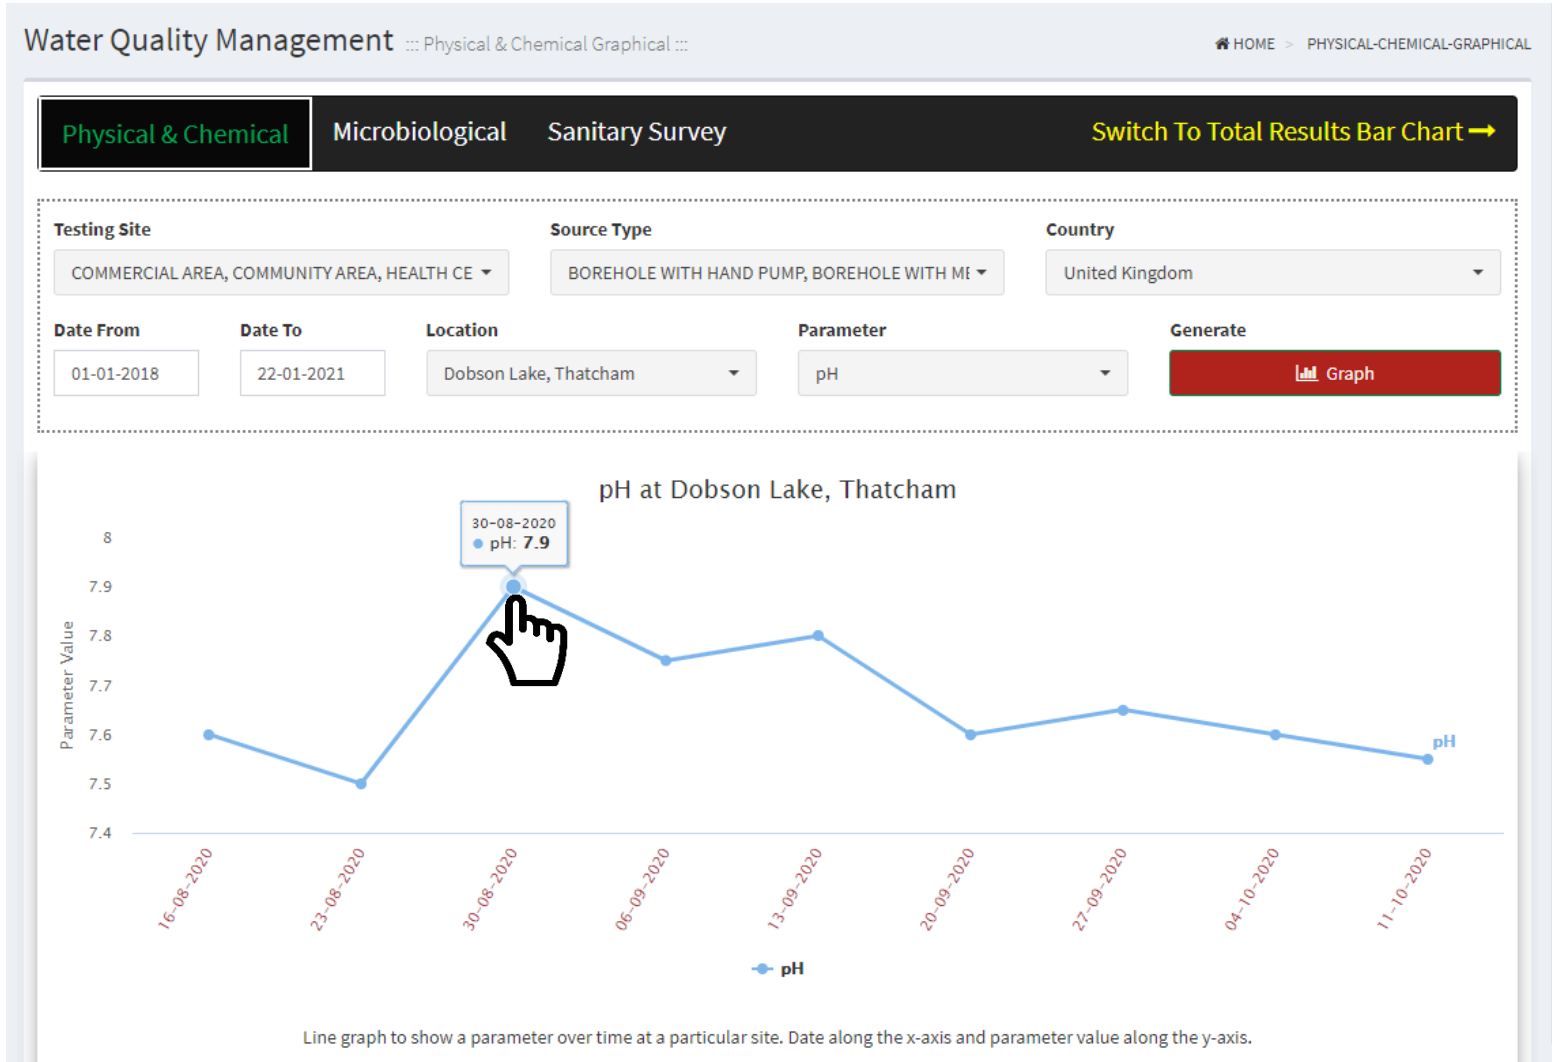 Water Quality Management ::: Physical & Chemical Graphical :::
HOME > PHYSICAL-CHEMICAL-GRAPHICAL
Physical & Chemical Microbiological Sanitary Survey Switch To Total Results Bar Chart
Testing Site Source Type Country
COMMERCIAL AREA, COMMUNITY AREA, HEALTH CE BOREHOLE WITH HAND PUMP, BOREHOLE WITH ME United Kingdom
Date From Date To Location Parameter Generate
01-01-2018 22-01-2021 Dobson Lake, Thatcham pH Graph
pH at Dobson Lake, Thatcham
30-08-2020
pH: 7.9
8
7.9
7.8
7.7
7.6
7.5
7.4
Parameter Value
pH
16-08-2020 23-08-2020 30-08-2020 06-09-2020 13-09-2020 20-09-2020 27-09-2020 04-10-2020 11-10-2020
pH
Line graph to show a parameter over time at a particular site. Date along the x-axis and parameter value along the y-axis.